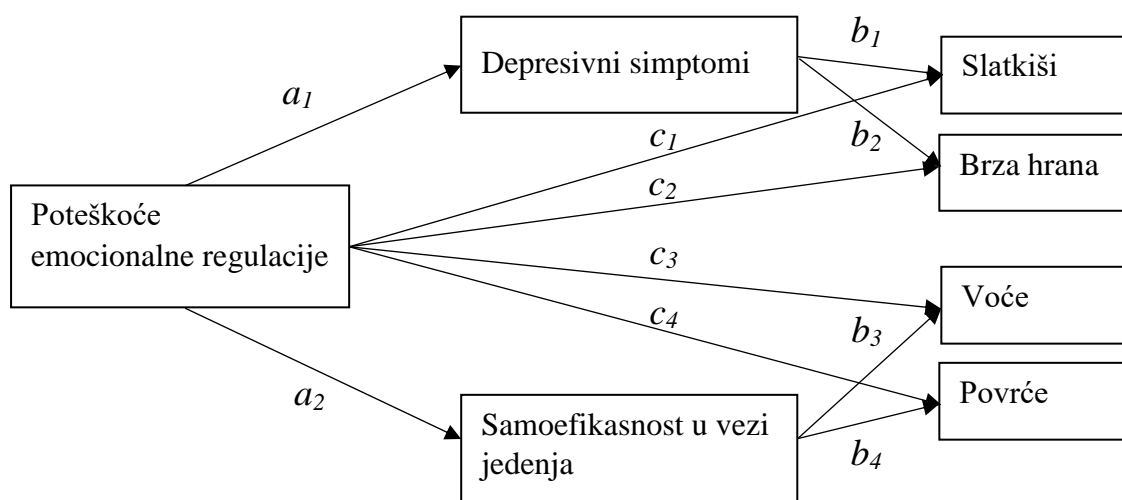 Depresivni simptomi
b1
Slatkiši
a1
c1
b2
Brza hrana
c2
Poteškoće
emocionalne regulacije
c3
Voće
c4
b3
a2
Povrće
Samoefikasnost u vezi
jedenja
b4